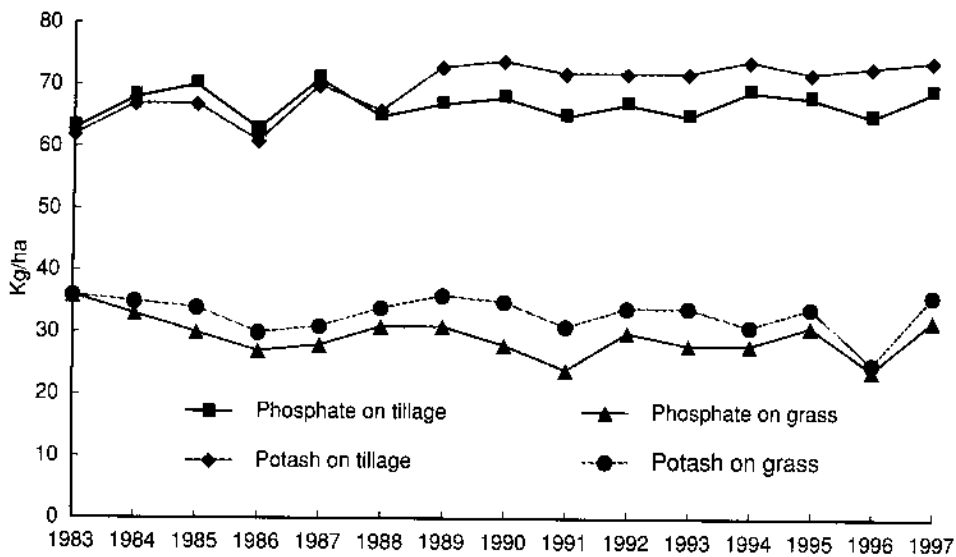 80
70
60
50
40
30
20
10
0
Kg/ha
Phosphate on tillage
Phosphate on grass
Potash on tillage
Potash on grass
1983 1984 1985 1986 1987 1988 1989 1990 1991 1992 1993 1994 1995 1996 1997